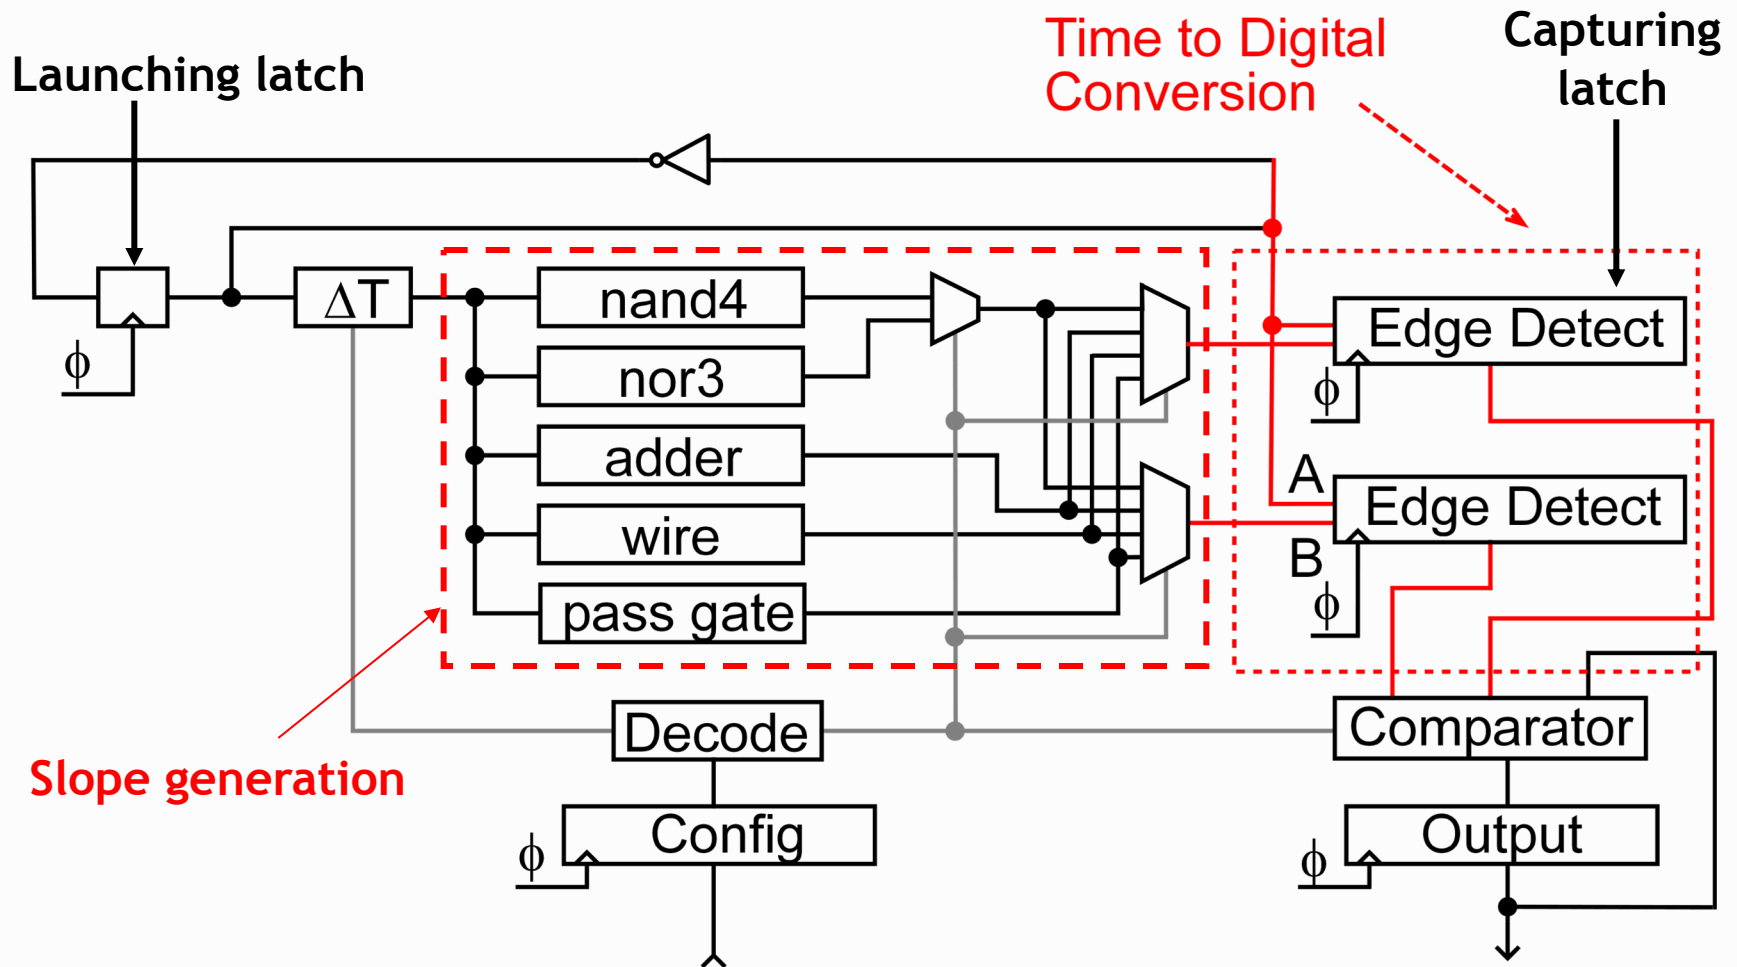 Time to Digital
Conversion
Capturing
latch
Launching latch
ΔT
nand4
nor3
adder
wire
pass gate
ϕ
Edge Detect
ϕ
A
Edge Detect
B
ϕ
Decode
Comparator
Slope generation
Config
ϕ
Output
ϕ